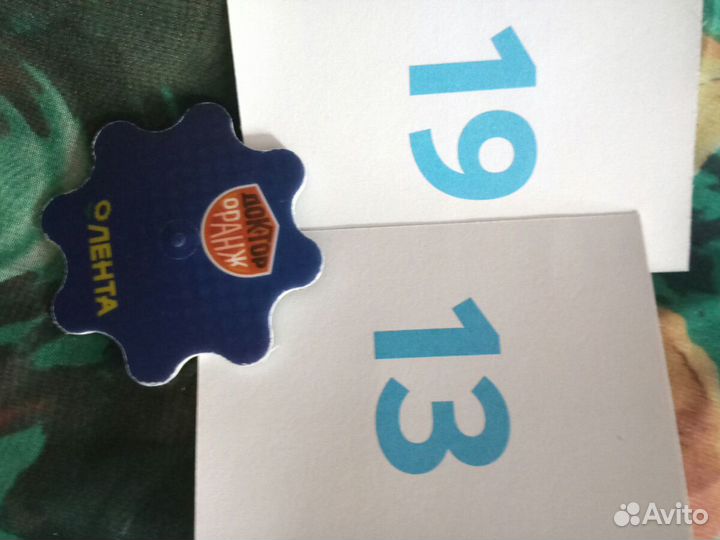 19
13
ДОКТОР
ОРАНЖ
ЛЕНТА
Avito